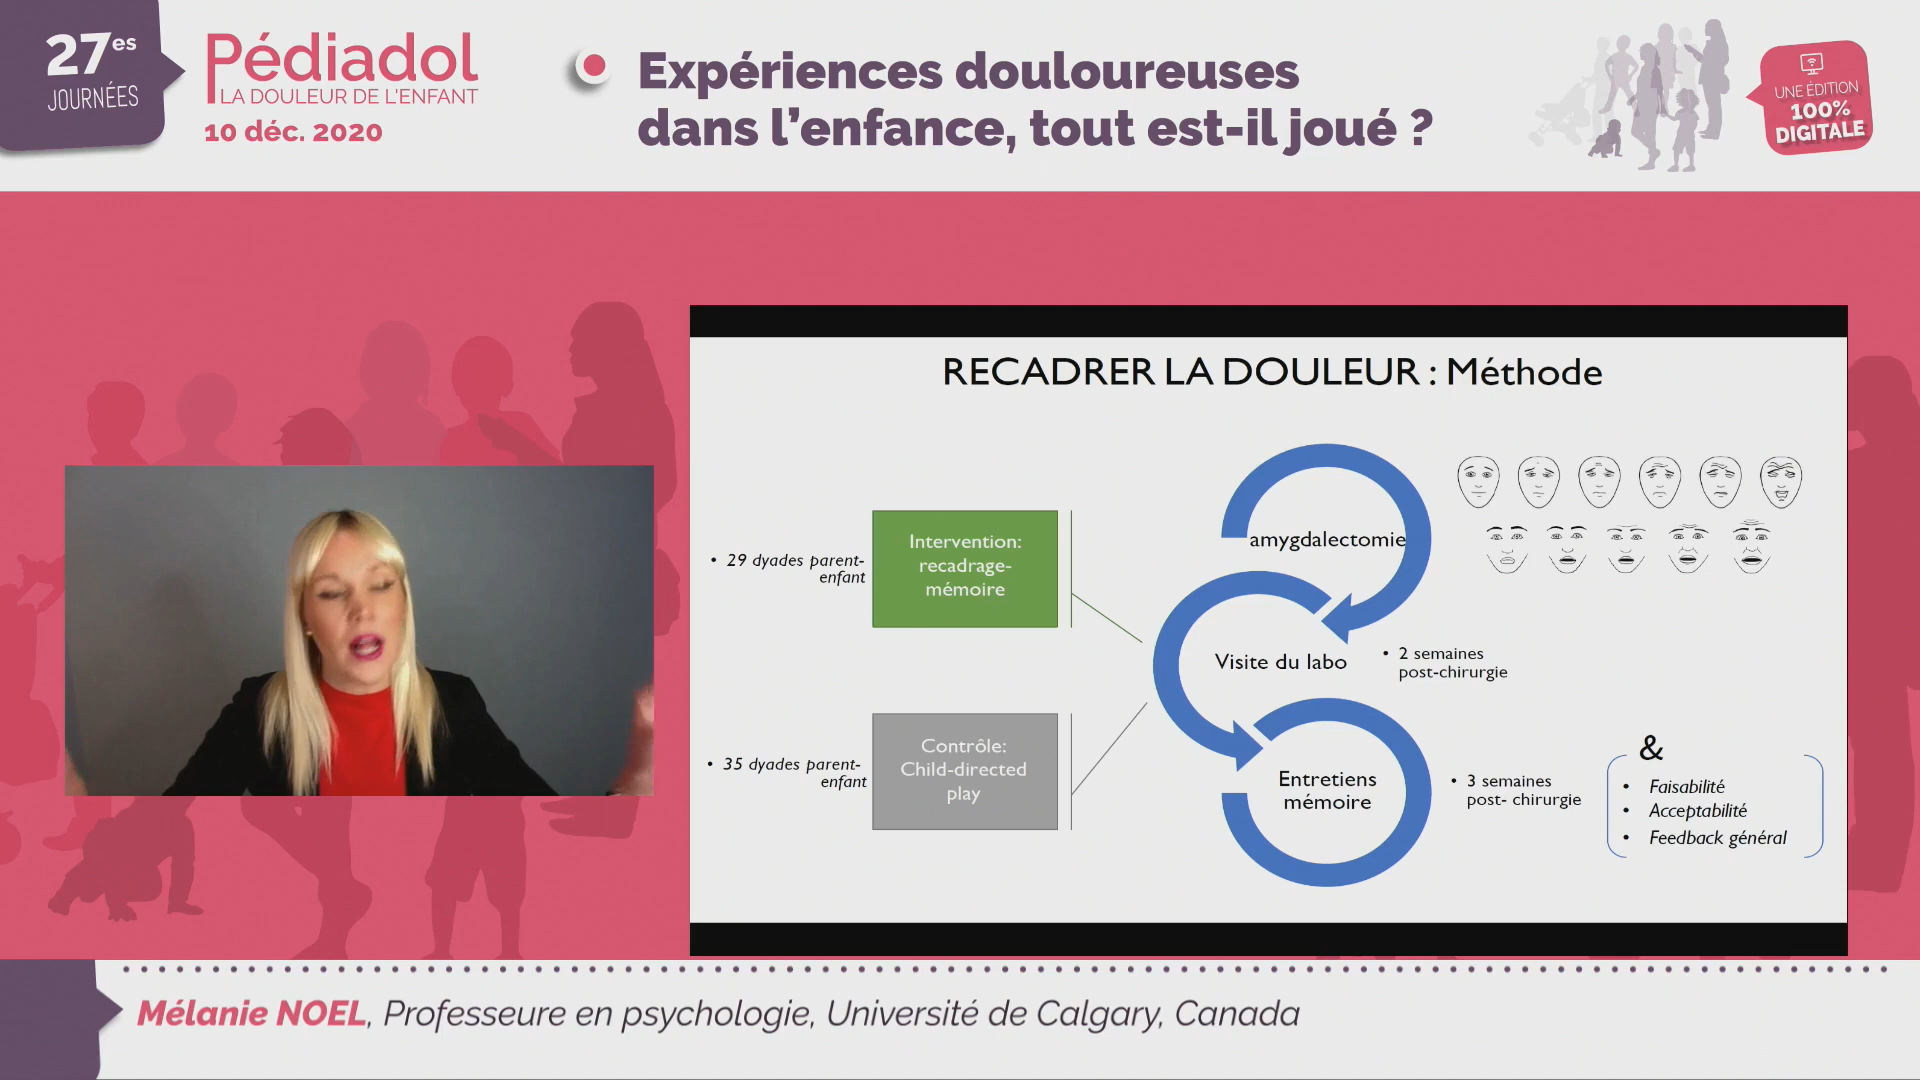 27es
JOURNÉES
Pédiadol
LA DOULEUR DE L'ENFANT
10 déc. 2020
Expériences douloureuses
dans l'enfance, tout est-il joué ?
UNE ÉDITION
100%
DIGITALE
RECADRER LA DOULEUR : Méthode
• 29 dyades parent-
enfant
Intervention:
recadrage-
mémoire
• 35 dyades parent-
enfant
Contrôle:
Child-directed
play
amygdalectomie
Visite du labo
• 2 semaines
post-chirurgie
Entretiens
mémoire
• 3 semaines
post- chirurgie
&
• Faisabilité
• Acceptabilité
• Feedback général
Mélanie NOEL, Professeure en psychologie, Université de Calgary, Canada